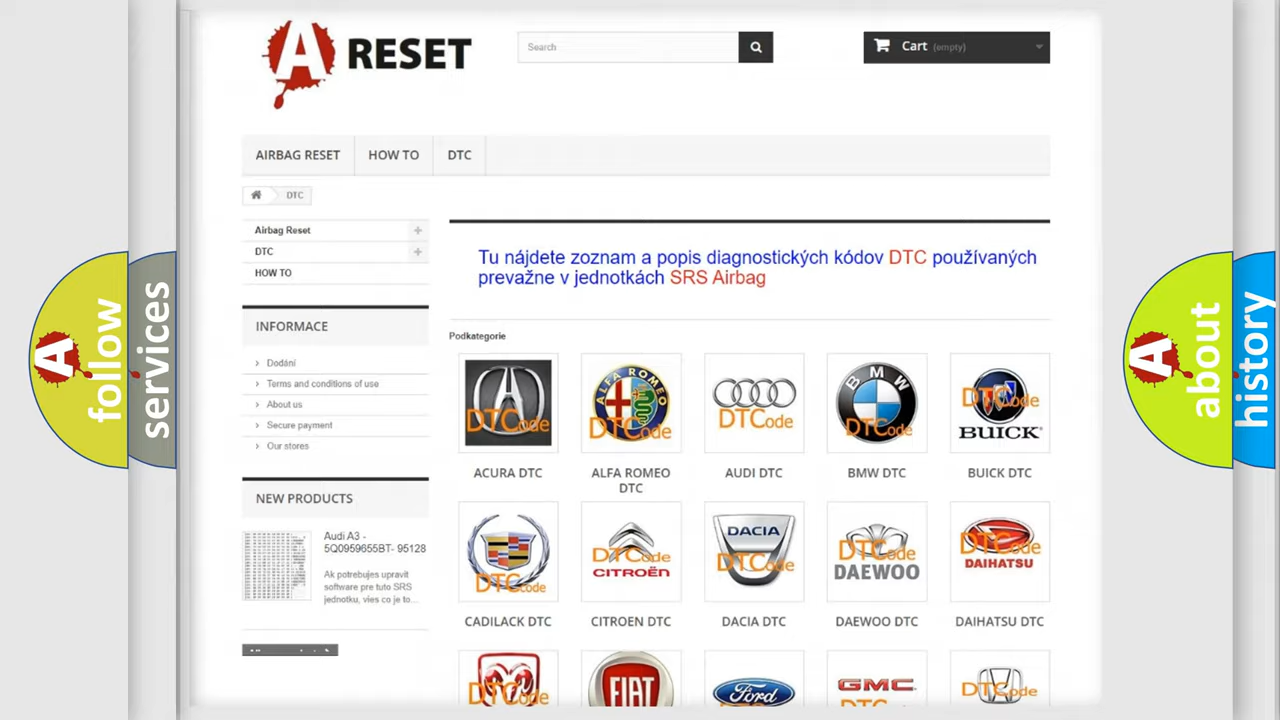 A RESET
Search
Cart (empty)
AIRBAG RESET
HOW TO
DTC
DTC
Airbag Reset
DTC
HOW TO
INFORMACE
Dodání
Terms and conditions of use
About us
Secure payment
Our stores
NEW PRODUCTS
Audi A3 -
5Q0959655BT- 95128
Ak potrebujes upravit
software pre tuto SRS
jednotku, vies co je to...
Tu nájdete zoznam a popis diagnostických kódov DTC používaných
prevažne v jednotkách SRS Airbag
Podkategorie
DTCode
ACURA DTC
ALFA ROMEO
DTCode
ALFA ROMEO
DTC
DTCode
AUDI DTC
BMW
DTCode
BMW DTC
DTCode
BUICK
BUICK DTC
DTCode
CADILACK DTC
DTCode
CITROËN
CITROEN DTC
DACIA
DTCode
DACIA DTC
DTCode
DAEWOO
DAEWOO DTC
DTCode
DAIHATSU
DAIHATSU DTC
DTCode
FIAT
Ford
GMC
DTCode
A follow
services
A about
history